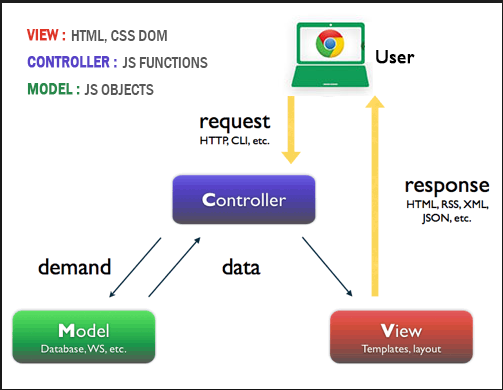 VIEW : HTML, CSS DOM
CONTROLLER : JS FUNCTIONS
MODEL : JS OBJECTS
User
request
HTTP, CLI, etc.
response
HTML, RSS, XML,
JSON, etc.
Controller
demand
data
Model
Database, WS, etc.
View
Templates, layout